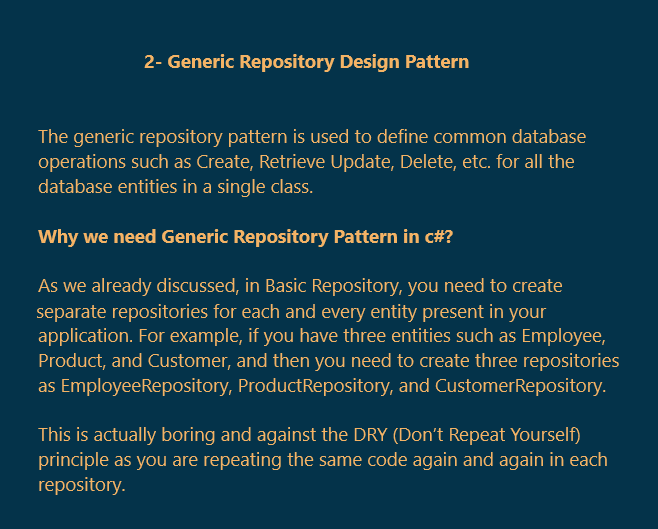 2- Generic Repository Design Pattern
The generic repository pattern is used to define common database
operations such as Create, Retrieve Update, Delete, etc. for all the
database entities in a single class.
Why we need Generic Repository Pattern in c#?
As we already discussed, in Basic Repository, you need to create
separate repositories for each and every entity present in your
application. For example, if you have three entities such as Employee,
Product, and Customer, and then you need to create three repositories
as EmployeeRepository, ProductRepository, and CustomerRepository.
This is actually boring and against the DRY (Don’t Repeat Yourself)
principle as you are repeating the same code again and again in each
repository.